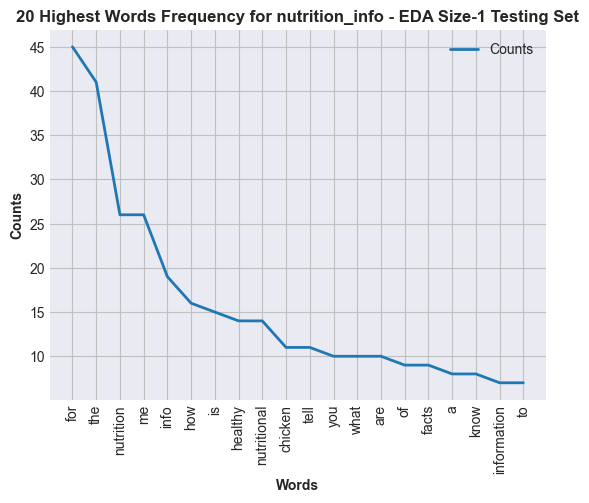 20 Highest Words Frequency for nutrition_info - EDA Size-1 Testing Set
Counts
45
40
35
30
25
20
15
10
Counts
for
the
nutrition
me
info
how
is
healthy
nutritional
chicken
tell
you
what
are
of
facts
a
know
information
to
Words